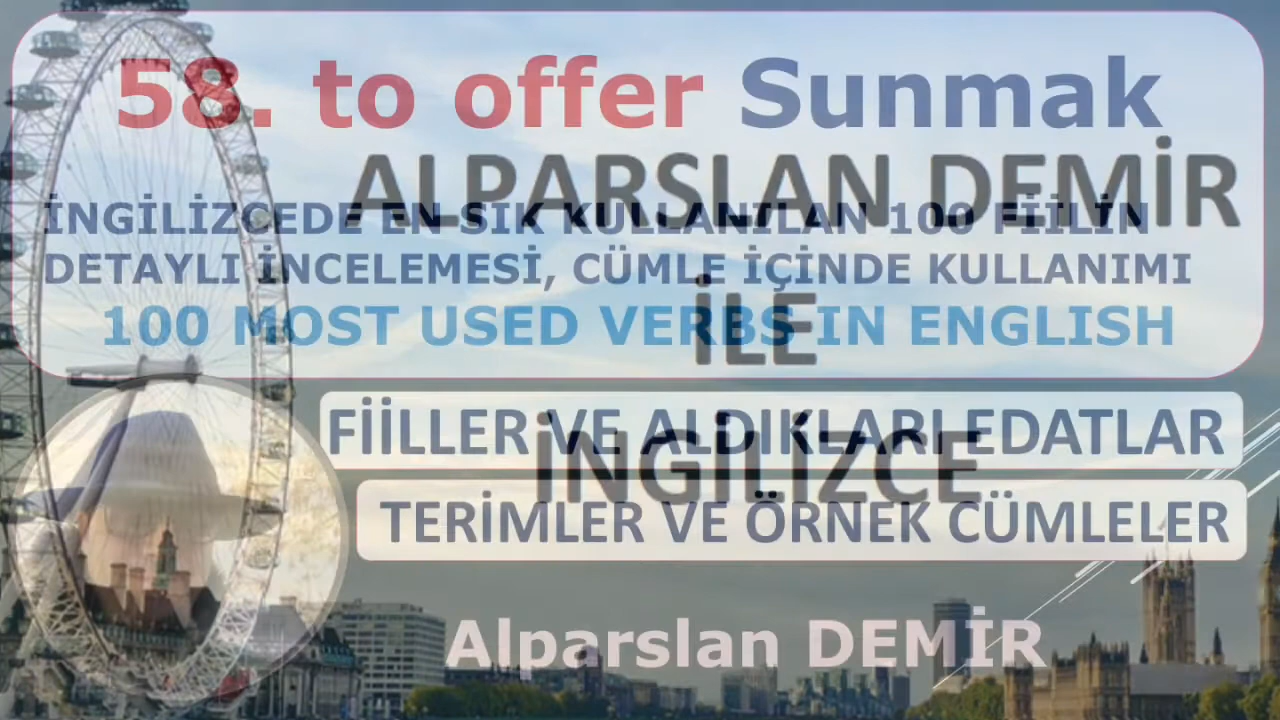 58. to offer Sunmak
ALPARSLAN DEMİR
İNGİLİZCEDE EN SIK KULLANILAN 100 FİİLİN
DETAYLI İNCELEMESİ, CÜMLE İÇİNDE KULLANIMI
İLE
100 MOST USED VERBS IN ENGLISH
FİİLLER VE ALDIKLARI EDATLAR
İNGİLİZCE
TERİMLER VE ÖRNEK CÜMLELER
Alparslan DEMİR